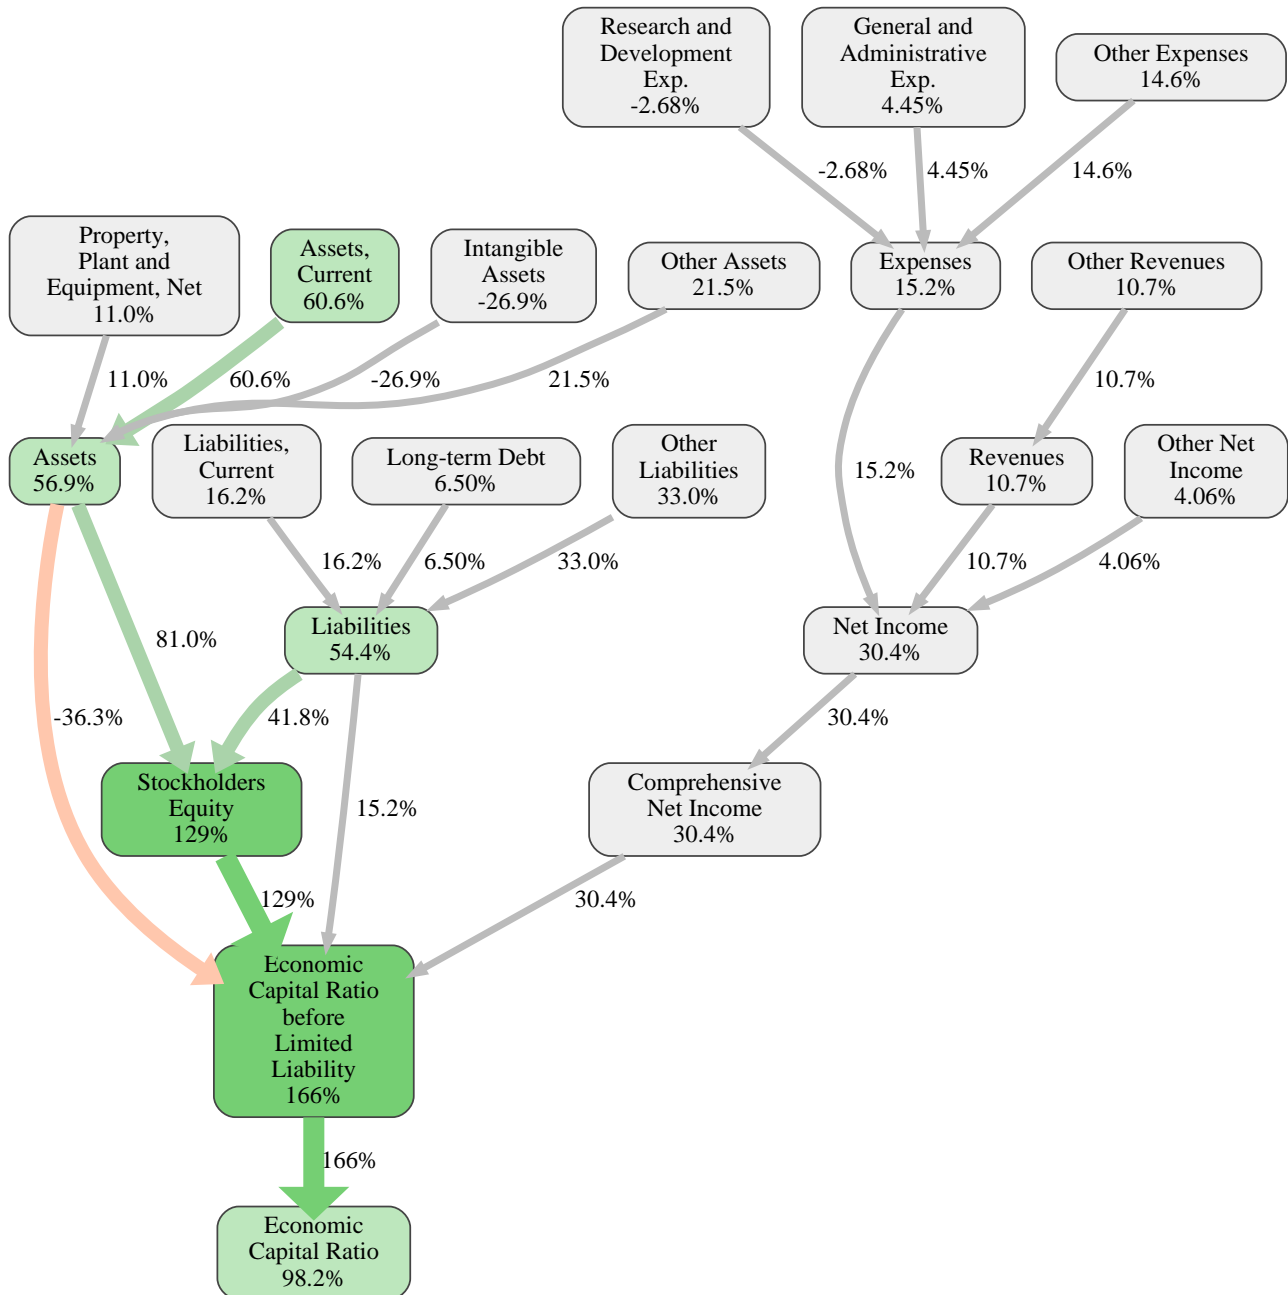 Research and
Development
Exp.
-2.68%
General and
Administrative
Exp.
4.45%
Other Expenses
14.6%
-2.68%
4.45%
14.6%
Property,
Plant and
Equipment, Net
11.0%
Assets,
Current
60.6%
Intangible
Assets
-26.9%
Other Assets
21.5%
Expenses
15.2%
Other Revenues
10.7%
11.0%
60.6%
-26.9%
21.5%
10.7%
Assets
56.9%
Liabilities,
Current
16.2%
Long-term Debt
6.50%
Other
Liabilities
33.0%
15.2%
Revenues
10.7%
Other Net
Income
4.06%
16.2%
6.50%
33.0%
10.7%
4.06%
81.0%
Liabilities
54.4%
Net Income
30.4%
-36.3%
41.8%
30.4%
Stockholders
Equity
129%
15.2%
Comprehensive
Net Income
30.4%
129%
30.4%
Economic
Capital Ratio
before
Limited
Liability
166%
166%
Economic
Capital Ratio
98.2%